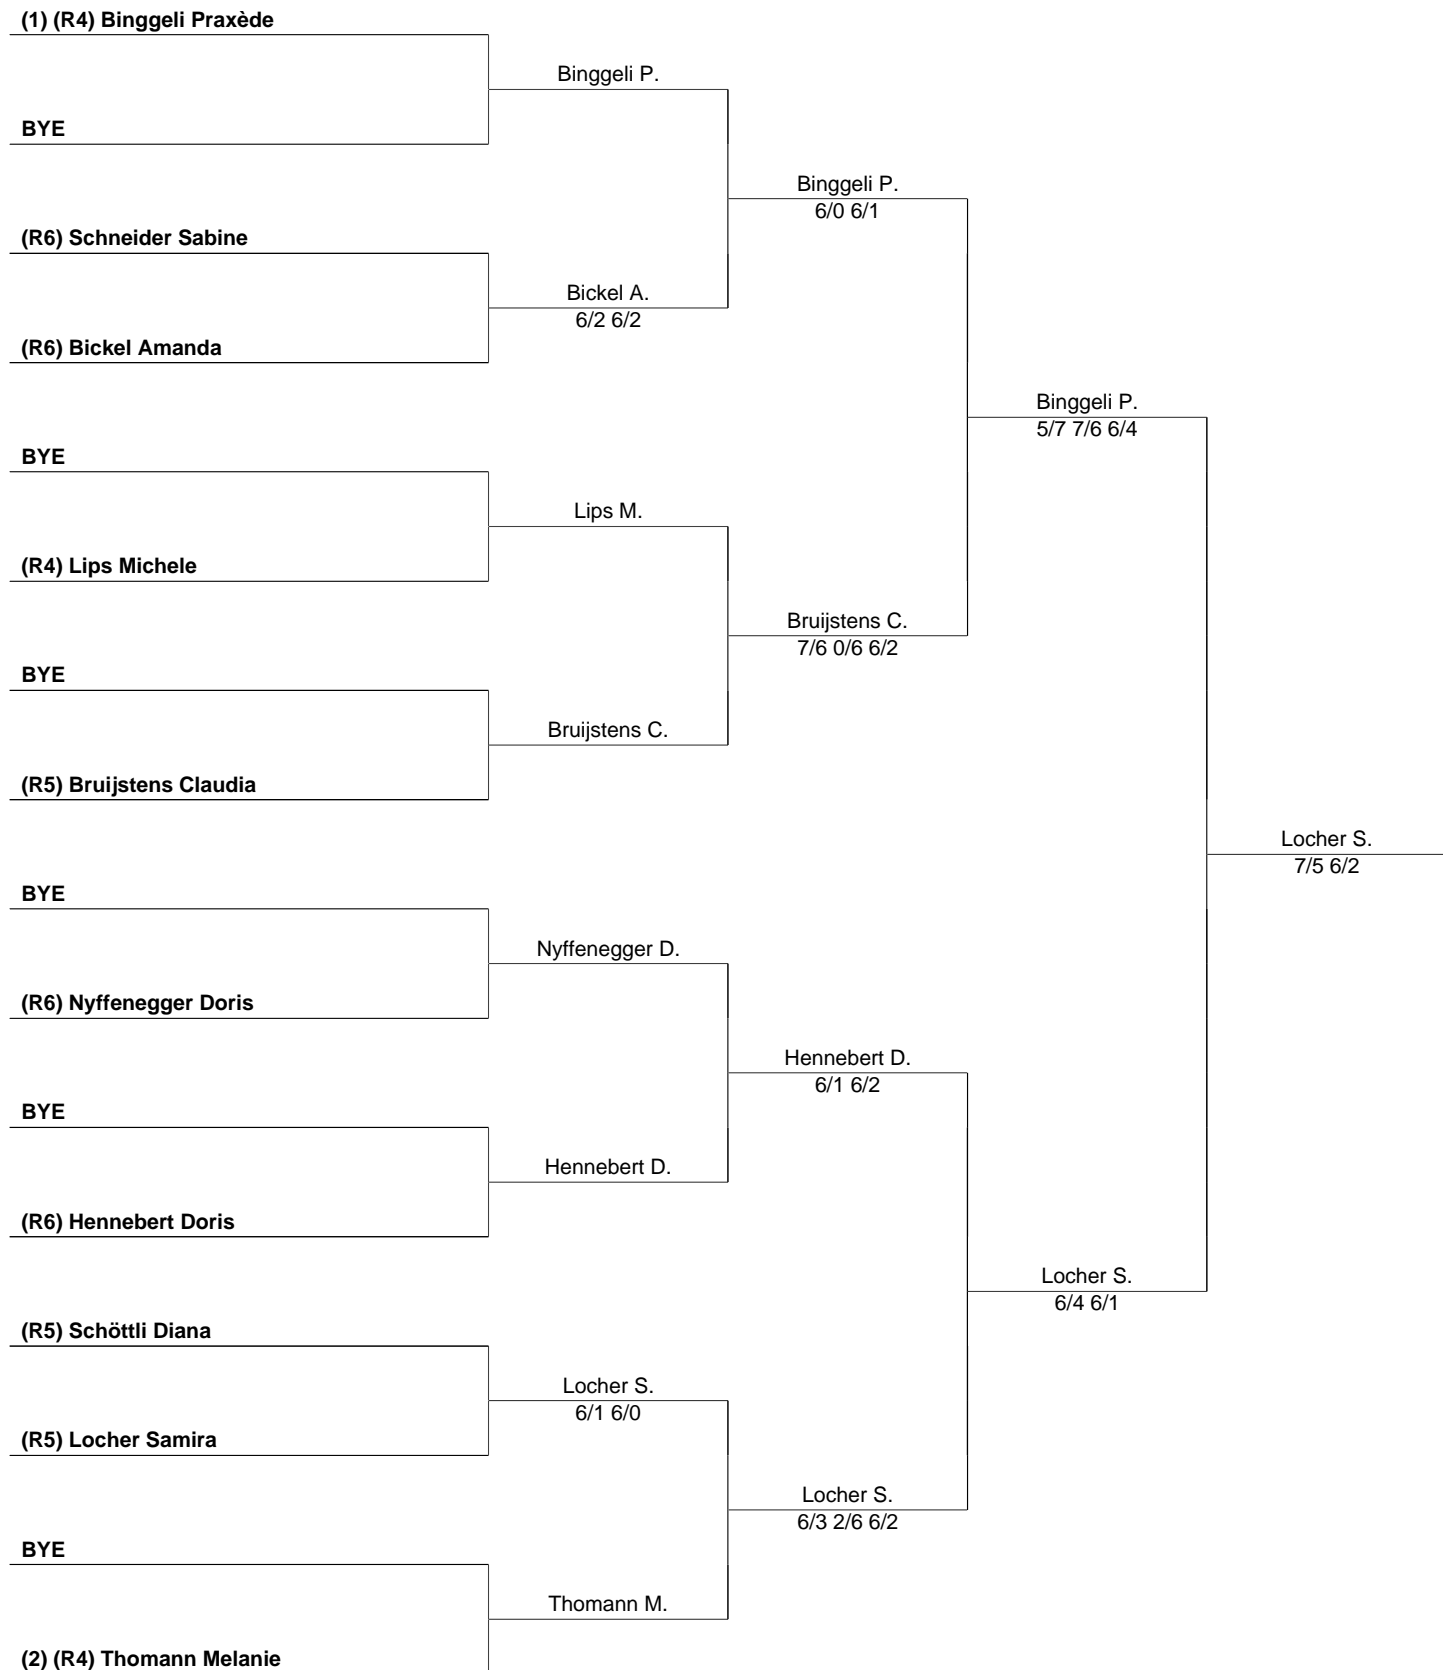 (1) (R4) Binggeli Praxède
Binggeli P.
BYE
Binggeli P.
6/0 6/1
(R6) Schneider Sabine
Bickel A.
6/2 6/2
(R6) Bickel Amanda
Binggeli P.
5/7 7/6 6/4
BYE
Lips M.
(R4) Lips Michele
Bruijstens C.
7/6 0/6 6/2
BYE
Bruijstens C.
(R5) Bruijstens Claudia
Locher S.
7/5 6/2
BYE
Nyffenegger D.
(R6) Nyffenegger Doris
Hennebert D.
6/1 6/2
BYE
Hennebert D.
(R6) Hennebert Doris
Locher S.
6/4 6/1
(R5) Schöttli Diana
Locher S.
6/1 6/0
(R5) Locher Samira
Locher S.
6/3 2/6 6/2
BYE
Thomann M.
(2) (R4) Thomann Melanie